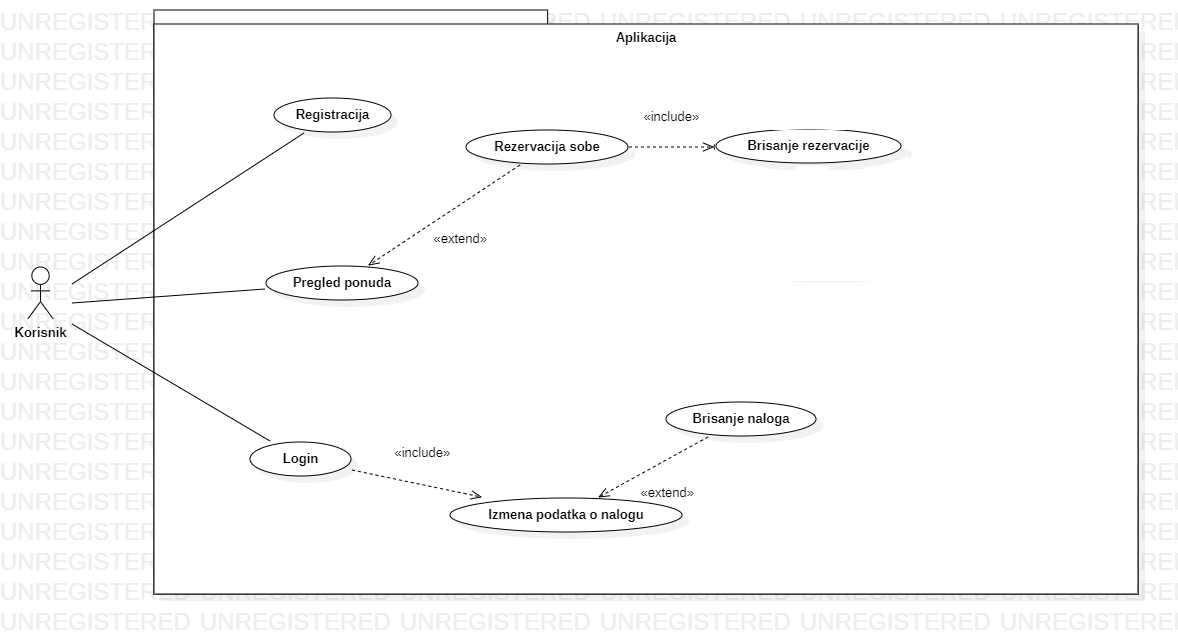 Aplikacija
Registracija
«include»
Rezervacija sobe
Brisanje rezervacije
«extend»
Pregled ponuda
Korisnik
Brisanje naloga
«include»
Login
«extend»
Izmena podatka o nalogu
UNREGISTERED UNREGISTERED UNREGISTERED UNREGISTERED UNREGISTERED